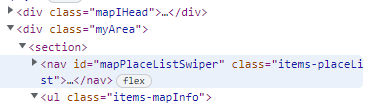 ▶<div class="mapIHead">…</div>
▼<div class="myArea">
▼<section>
▶<nav id="mapPlaceListSwiper" class="items-placeLi
st">…</nav> flex
▼<ul class="items-mapInfo">